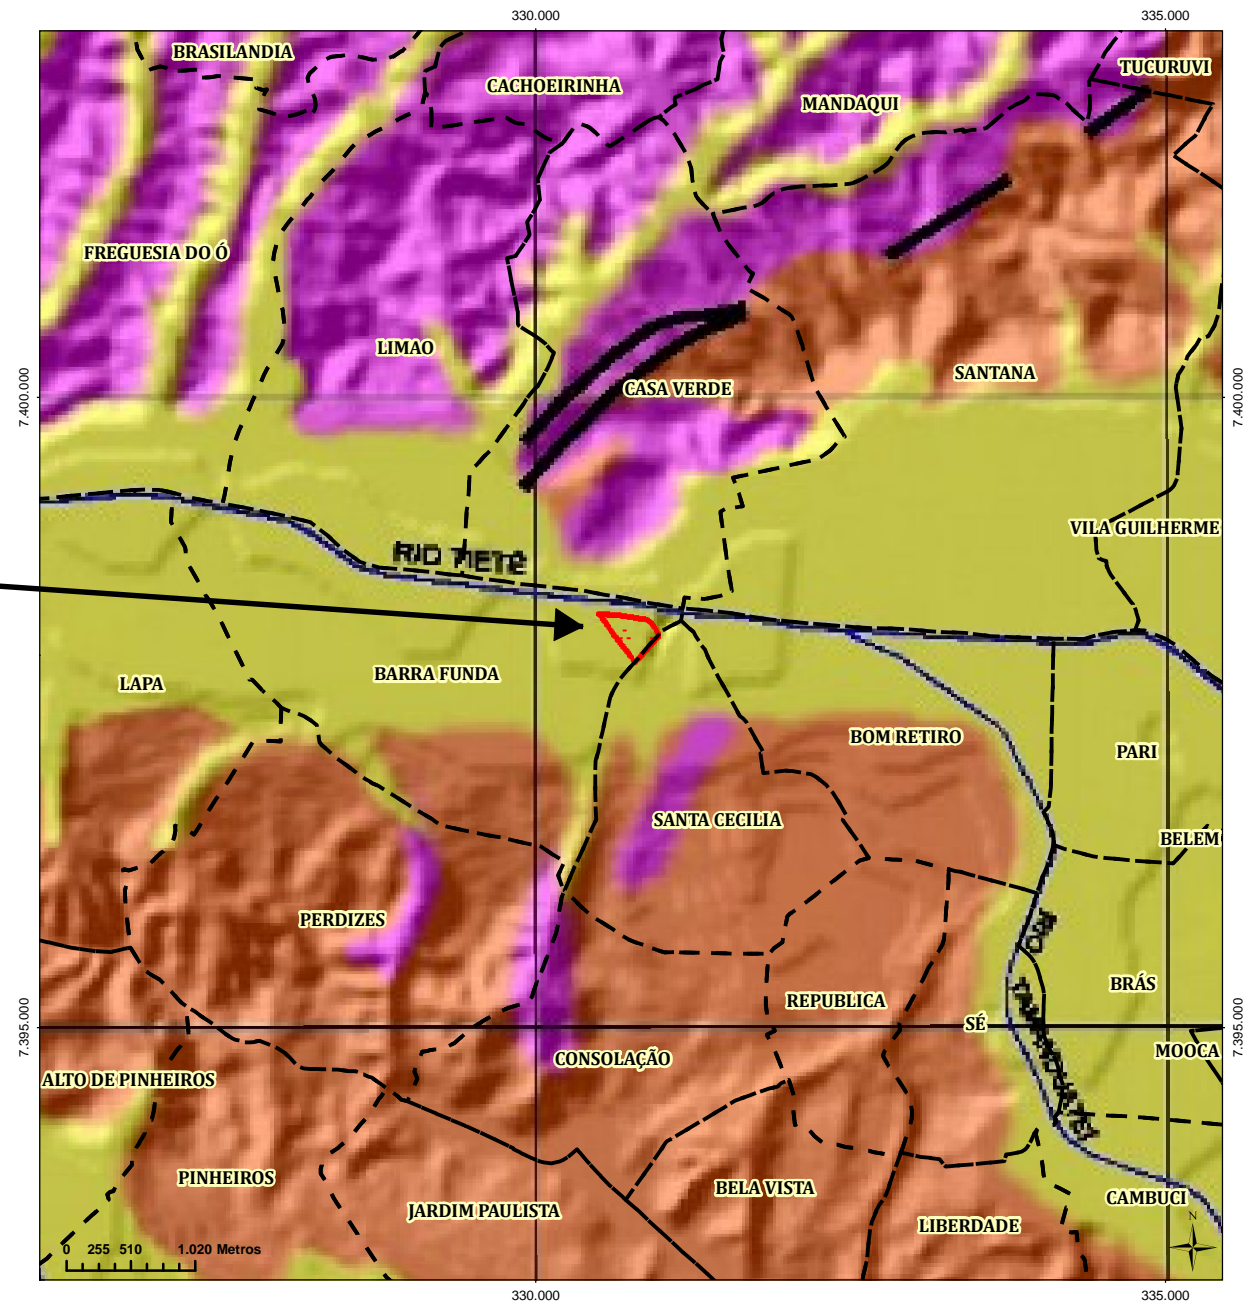 330.000 335.000
BRASILANDIA
TUCURUVI
CACHOEIRINHA
MANDAQUI
FREGUESIA DO Ó
LIMAO
SANTANA
CASA VERDE
7.400.000
7.400.000
VILA GUILHERME
RIO TIETÊ
BARRA FUNDA
LAPA
BOM RETIRO
PARI
SANTA CECILIA
BELEM
PERDIZES
BRÁS
REPUBLICA
SÉ
TAMANDUATEÍ
7.395.000
7.395.000
MOOCA
CONSOLAÇÃO
ALTO DE PINHEIROS
PINHEIROS
BELA VISTA
CAMBUCI
JARDIM PAULISTA
LIBERDADE
N
0 255 510 1.020 Metros
330.000 335.000